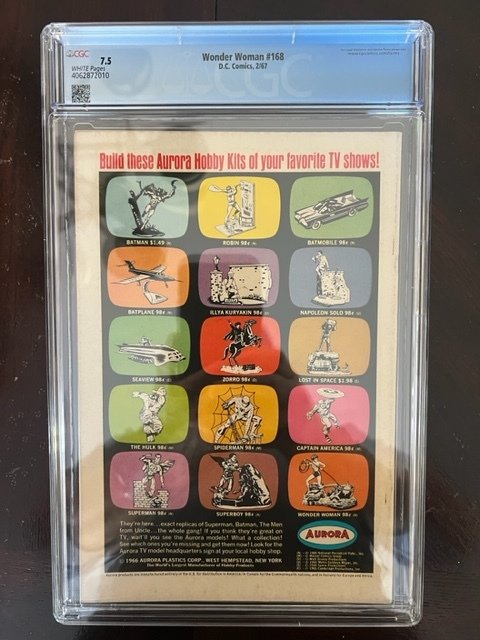 CGC
7.5
WHITE Pages
4062872010
Wonder Woman #168
D.C. Comics, 2/67
Build these Aurora Hobby Kits of your favorite TV shows!
BATMAN $1.49
ROBIN 98¢
BATMOBILE 98¢
BATPLANE 98¢
ILLYA KURYAKIN 98¢
NAPOLEON SOLO 98¢
SEAVIEW 98¢
ZORRO 98¢
LOST IN SPACE $1.98
THE HULK 98¢
SPIDERMAN 98¢
CAPTAIN AMERICA 98¢
SUPERMAN 98¢
SUPERBOY 98¢
WONDER WOMAN 98¢
They're here...exact replicas of Superman, Batman, The Men
from Uncle...the whole gang! If you think they're great on
TV, wait'll you see the Aurora models! What a collection!
See which ones you're missing and get them now! Look for the
Aurora TV model headquarters sign at your local hobby shop.
© 1966 AURORA PLASTICS CORP., WEST HEMPSTEAD, NEW YORK
The World's Largest Manufacturer of Hobby Products
AURORA